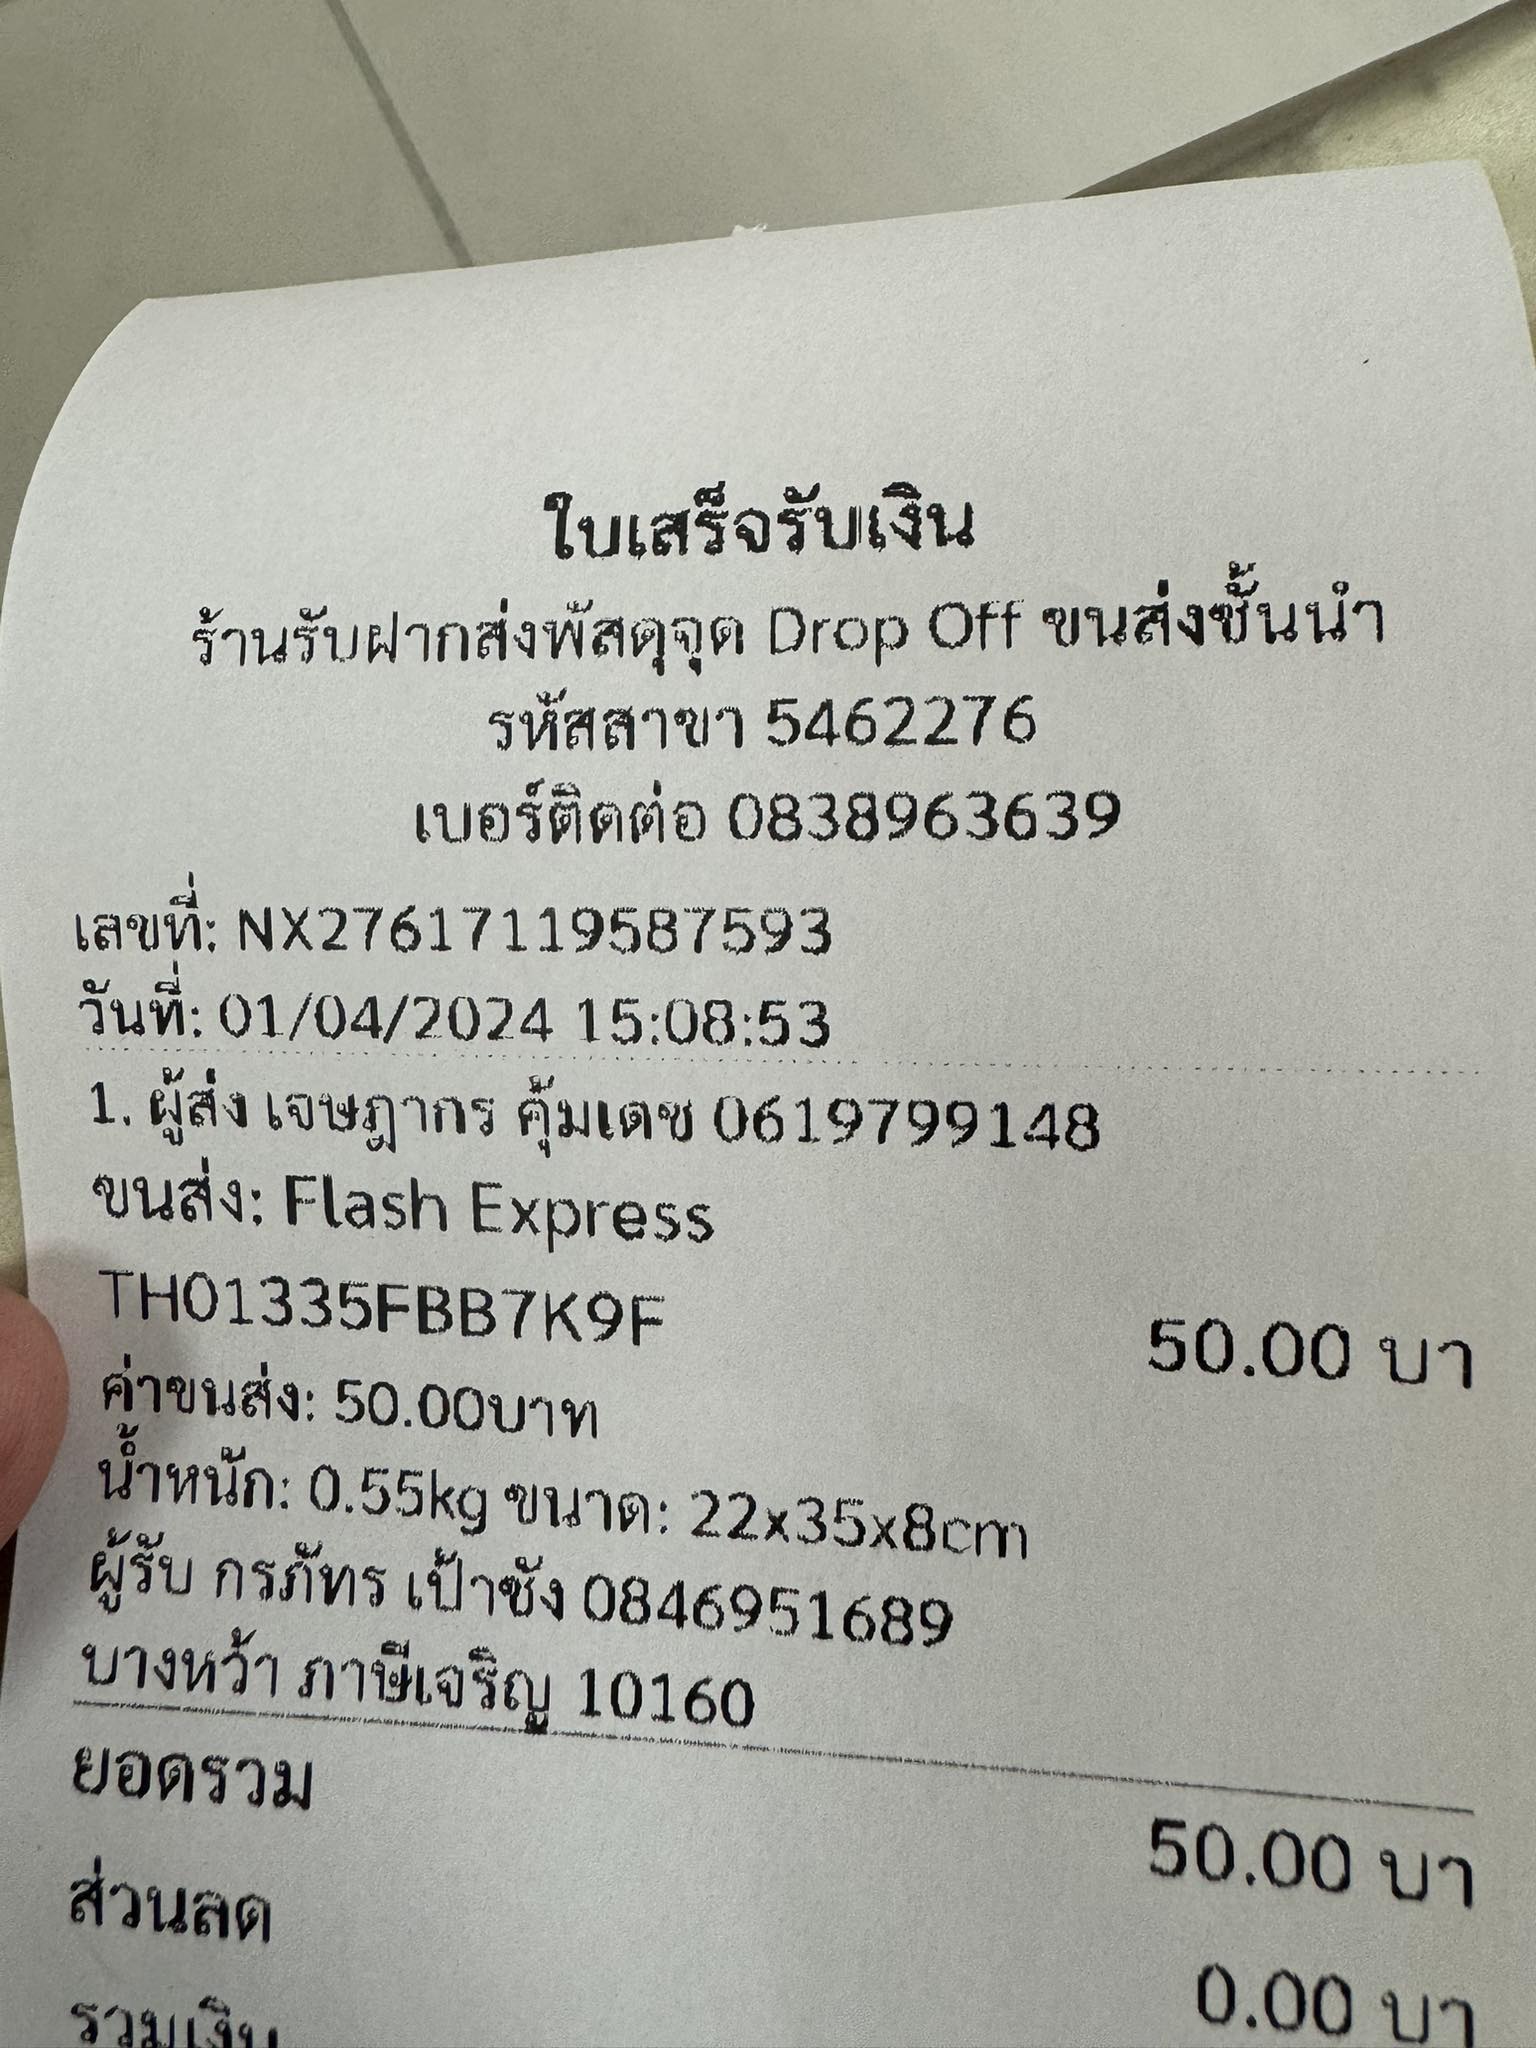 ใบเสร็จรับเงิน
ร้านรับฝากส่งพัสดุจุด Drop Off ขนส่งชั้นนำ
รหัสสาขา 5462276
เบอร์ติดต่อ 0838963639
เลขที่: NX27617119587593
วันที่: 01/04/2024 15:08:53
1. ผู้ส่ง เจษฎากร คุ้มเดช 0619799148
ขนส่ง: Flash Express
TH01335FBB7K9F 50.00 บา
ค่าขนส่ง: 50.00บาท
น้ำหนัก: 0.55kg ขนาด: 22x35x8cm
ผู้รับ กรภัทร เป้าซัง 0846951689
บางหว้า ภาษีเจริญ 10160
ยอดรวม 50.00 บา
ส่วนลด 0.00 บา
รวมเงิน